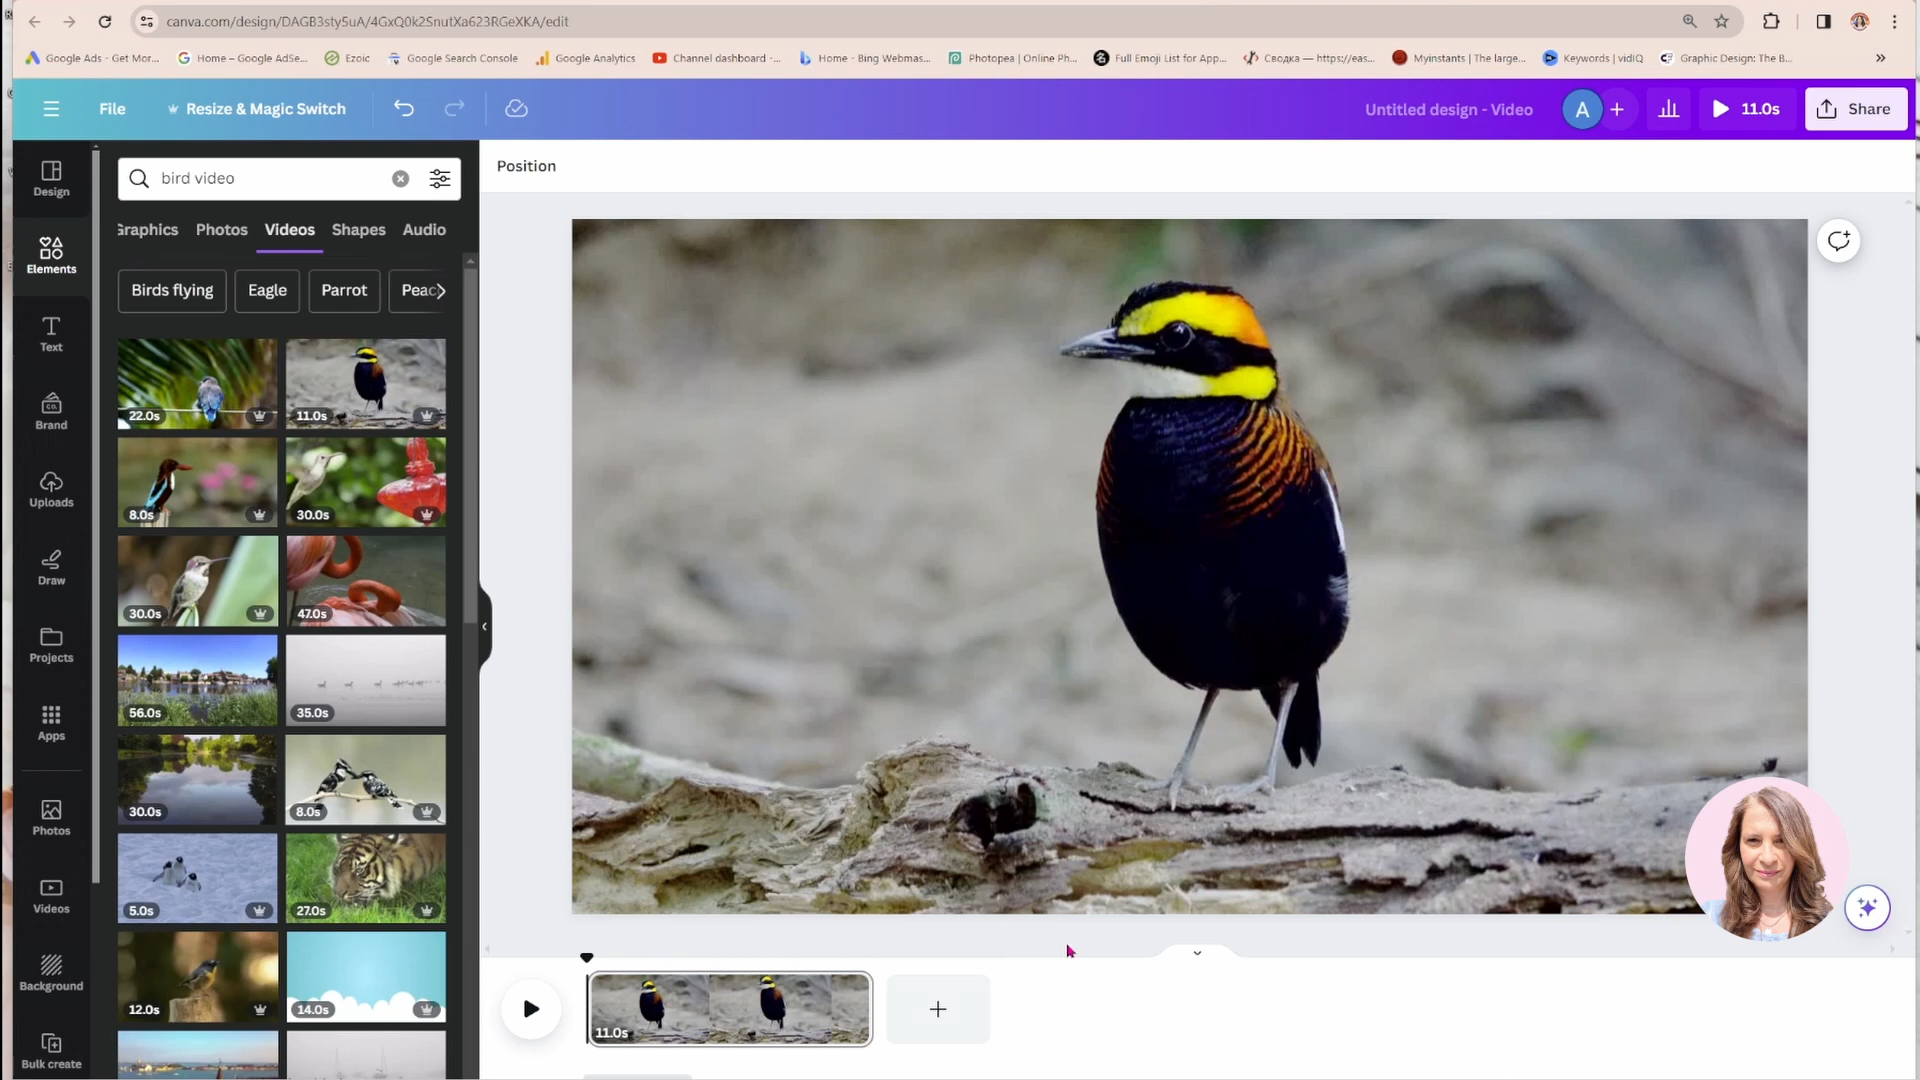 canva.com/design/DAGB3sty5uA/4GxQ0k2SnutXa623RGeXKA/edit
Google Ads - Get Mor...
Home – Google AdSe...
Ezoic
Google Search Console
Google Analytics
Channel dashboard -...
Home - Bing Webmas...
Photopea | Online Ph...
Full Emoji List for App...
Сводка — https://eas...
Myinstants | The large...
Keywords | vidIQ
Graphic Design: The B...
File
Resize & Magic Switch
Untitled design - Video
A
11.0s
Share
Design
Elements
Text
Brand
Uploads
Draw
Projects
Apps
Photos
Videos
Background
Bulk create
bird video
Graphics
Photos
Videos
Shapes
Audio
Birds flying
Eagle
Parrot
Peac
22.0s
11.0s
8.0s
30.0s
30.0s
47.0s
56.0s
35.0s
30.0s
8.0s
5.0s
27.0s
12.0s
14.0s
Position
11.0s